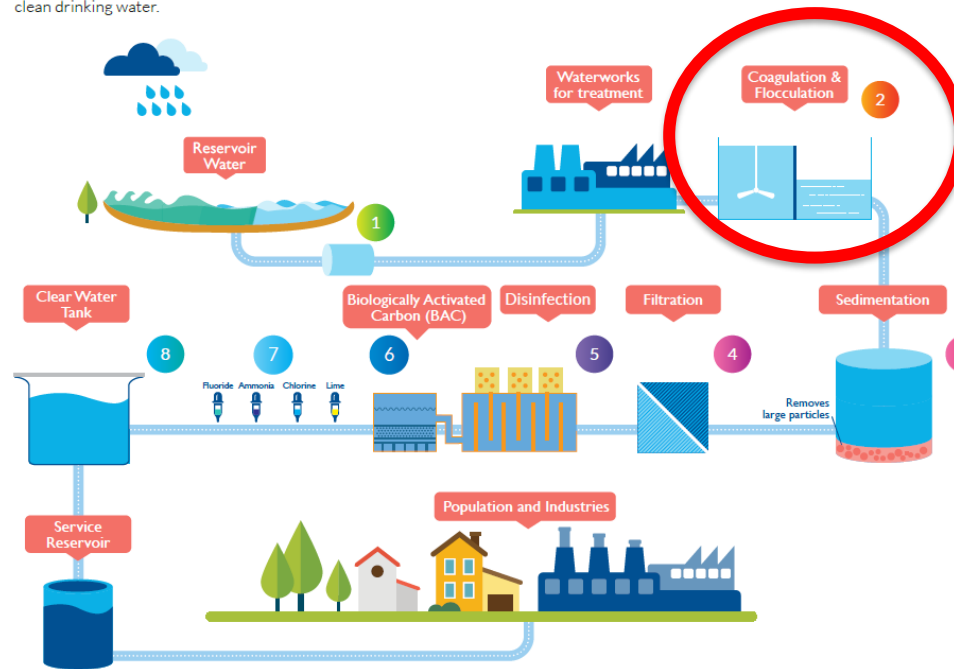 clean drinking water.
Waterworks
for treatment
Coagulation &
Flocculation
2
Reservoir
Water
1
Clear Water
Tank
8
7
Fluoride Ammonia Chlorine Lime
Biologically Activated
Carbon (BAC)
6
Disinfection
5
Filtration
4
Sedimentation
Removes
large particles
Service
Reservoir
Population and Industries